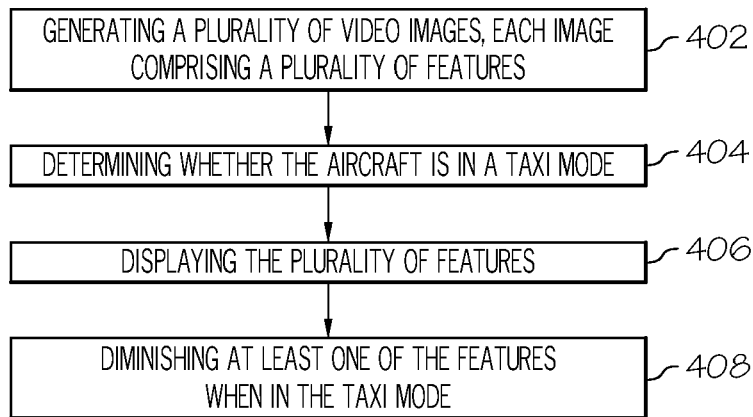 GENERATING A PLURALITY OF VIDEO IMAGES, EACH IMAGE
COMPRISING A PLURALITY OF FEATURES
402
DETERMINING WHETHER THE AIRCRAFT IS IN A TAXI MODE
404
DISPLAYING THE PLURALITY OF FEATURES
406
DIMINISHING AT LEAST ONE OF THE FEATURES
WHEN IN THE TAXI MODE
408